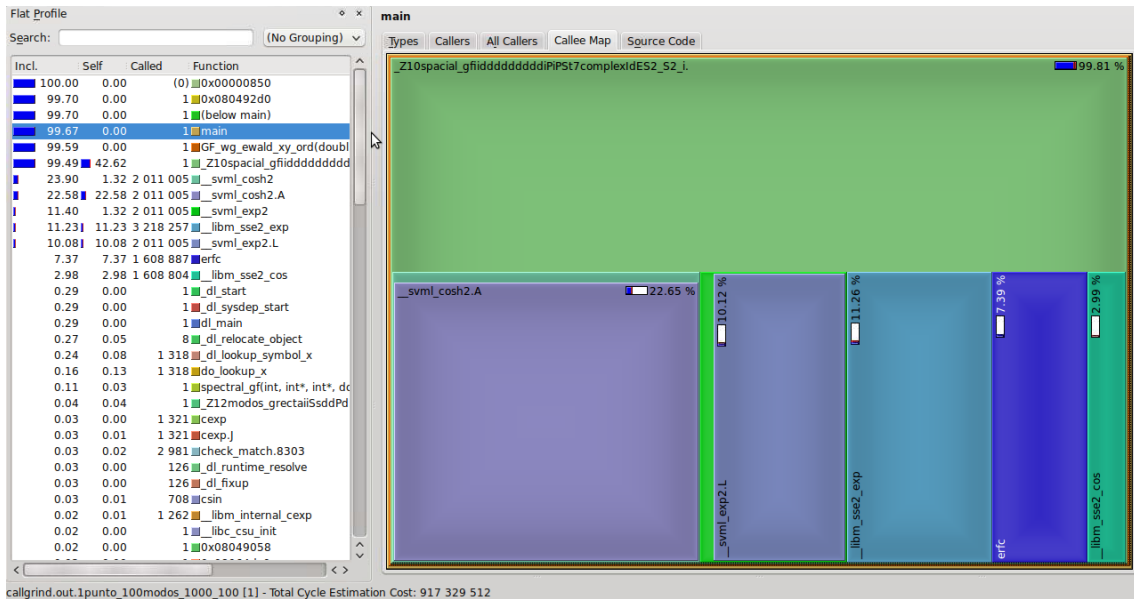 Flat Profile
Search: (No Grouping)
Incl. Self Called Function
100.00 0.00 (0) 0x00000850
99.70 0.00 1 0x080492d0
99.70 0.00 1 (below main)
99.67 0.00 1 main
99.59 0.00 1 GF_wg_ewald_xy_ord(doubl
99.49 42.62 1 _Z10spacial_gfiddddddddd
23.90 1.32 2 011 005 __svml_cosh2
22.58 22.58 2 011 005 __svml_cosh2.A
11.40 1.32 2 011 005 __svml_exp2
11.23 11.23 3 218 257 __libm_sse2_exp
10.08 10.08 2 011 005 __svml_exp2.L
7.37 7.37 1 608 887 erfc
2.98 2.98 1 608 804 __libm_sse2_cos
0.29 0.00 1 _dl_start
0.29 0.00 1 _dl_sysdep_start
0.29 0.00 1 dl_main
0.27 0.05 8 _dl_relocate_object
0.24 0.08 1 318 _dl_lookup_symbol_x
0.16 0.13 1 318 do_lookup_x
0.11 0.03 1 spectral_gf(int, int*, int*, do
0.04 0.04 1 _Z12modos_grectaiiSsddPd
0.03 0.00 1 321 cexp
0.03 0.01 1 321 cexp.J
0.03 0.02 2 981 check_match.8303
0.03 0.00 126 _dl_runtime_resolve
0.03 0.00 126 _dl_fixup
0.03 0.01 708 csin
0.02 0.01 1 262 __libm_internal_cexp
0.02 0.00 1 __libc_csu_init
0.02 0.00 1 0x08049058
main
Types Callers All Callers Callee Map Source Code
_Z10spacial_gfiidddddddddiPiPSt7complexIdES2_S2_i. 99.81 %
__svml_cosh2.A 22.65 %
__svml_exp2.L 10.12 %
__libm_sse2_exp 11.26 %
erfc 7.39 %
__libm_sse2_cos 2.99 %
callgrind.out.1punto_100modos_1000_100 [1] - Total Cycle Estimation Cost: 917 329 512